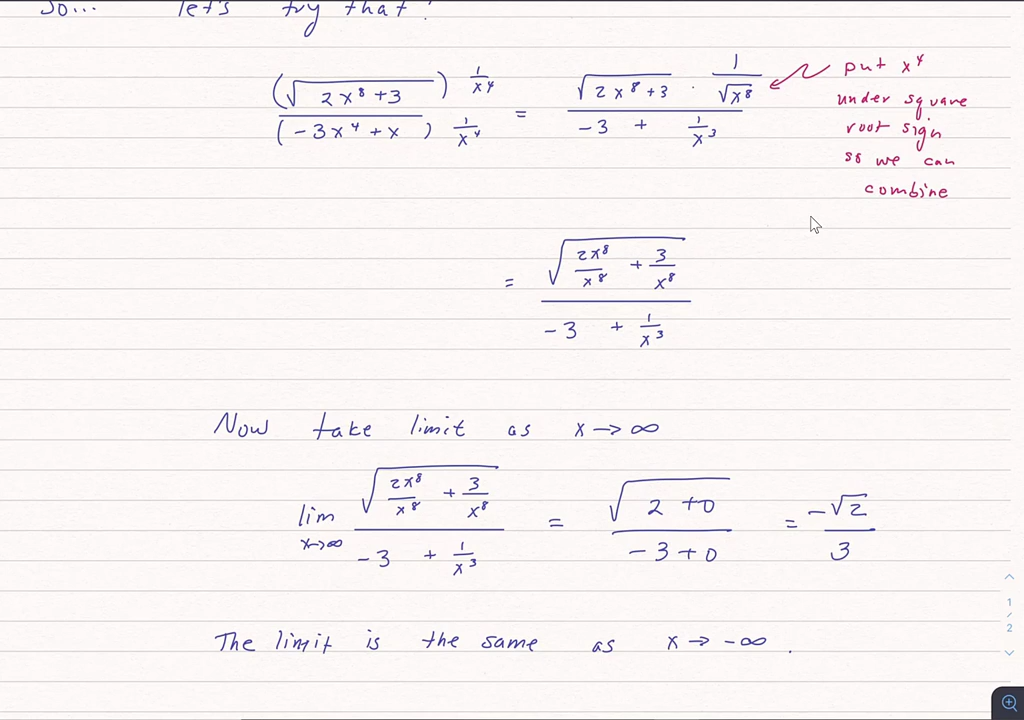 so... let's try that!
(√(2x⁸ + 3)) 1/x⁴ / (-3x⁴ + x) 1/x⁴ = √(2x⁸ + 3) · 1/√x⁸ / -3 + 1/x³
put x⁴
under square
root sign
so we can
combine
= √(2x⁸/x⁸ + 3/x⁸) / -3 + 1/x³
Now take limit as x → ∞
lim x→∞ √(2x⁸/x⁸ + 3/x⁸) / -3 + 1/x³ = √(2 + 0) / -3 + 0 = -√2 / 3
The limit is the same as x → -∞.
1
/
2